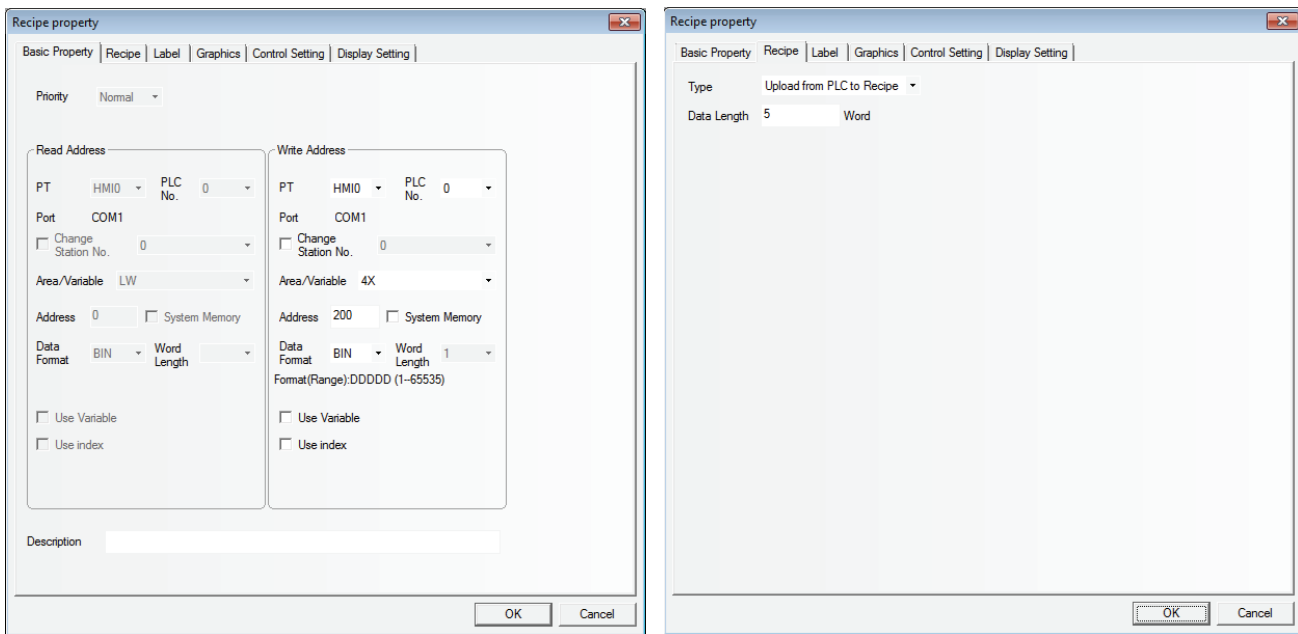 Recipe property
Basic Property Recipe Label Graphics Control Setting Display Setting
Priority Normal
Read Address
PT HMI0 PLC No. 0
Port COM1
Change Station No. 0
Area/Variable LW
Address 0 System Memory
Data Format BIN Word Length
Use Variable
Use index
Write Address
PT HMI0 PLC No. 0
Port COM1
Change Station No. 0
Area/Variable 4X
Address 200 System Memory
Data Format BIN Word Length 1
Format(Range):DDDDD (1--65535)
Use Variable
Use index
Description
OK Cancel
Recipe property
Basic Property Recipe Label Graphics Control Setting Display Setting
Type Upload from PLC to Recipe
Data Length 5 Word
OK Cancel